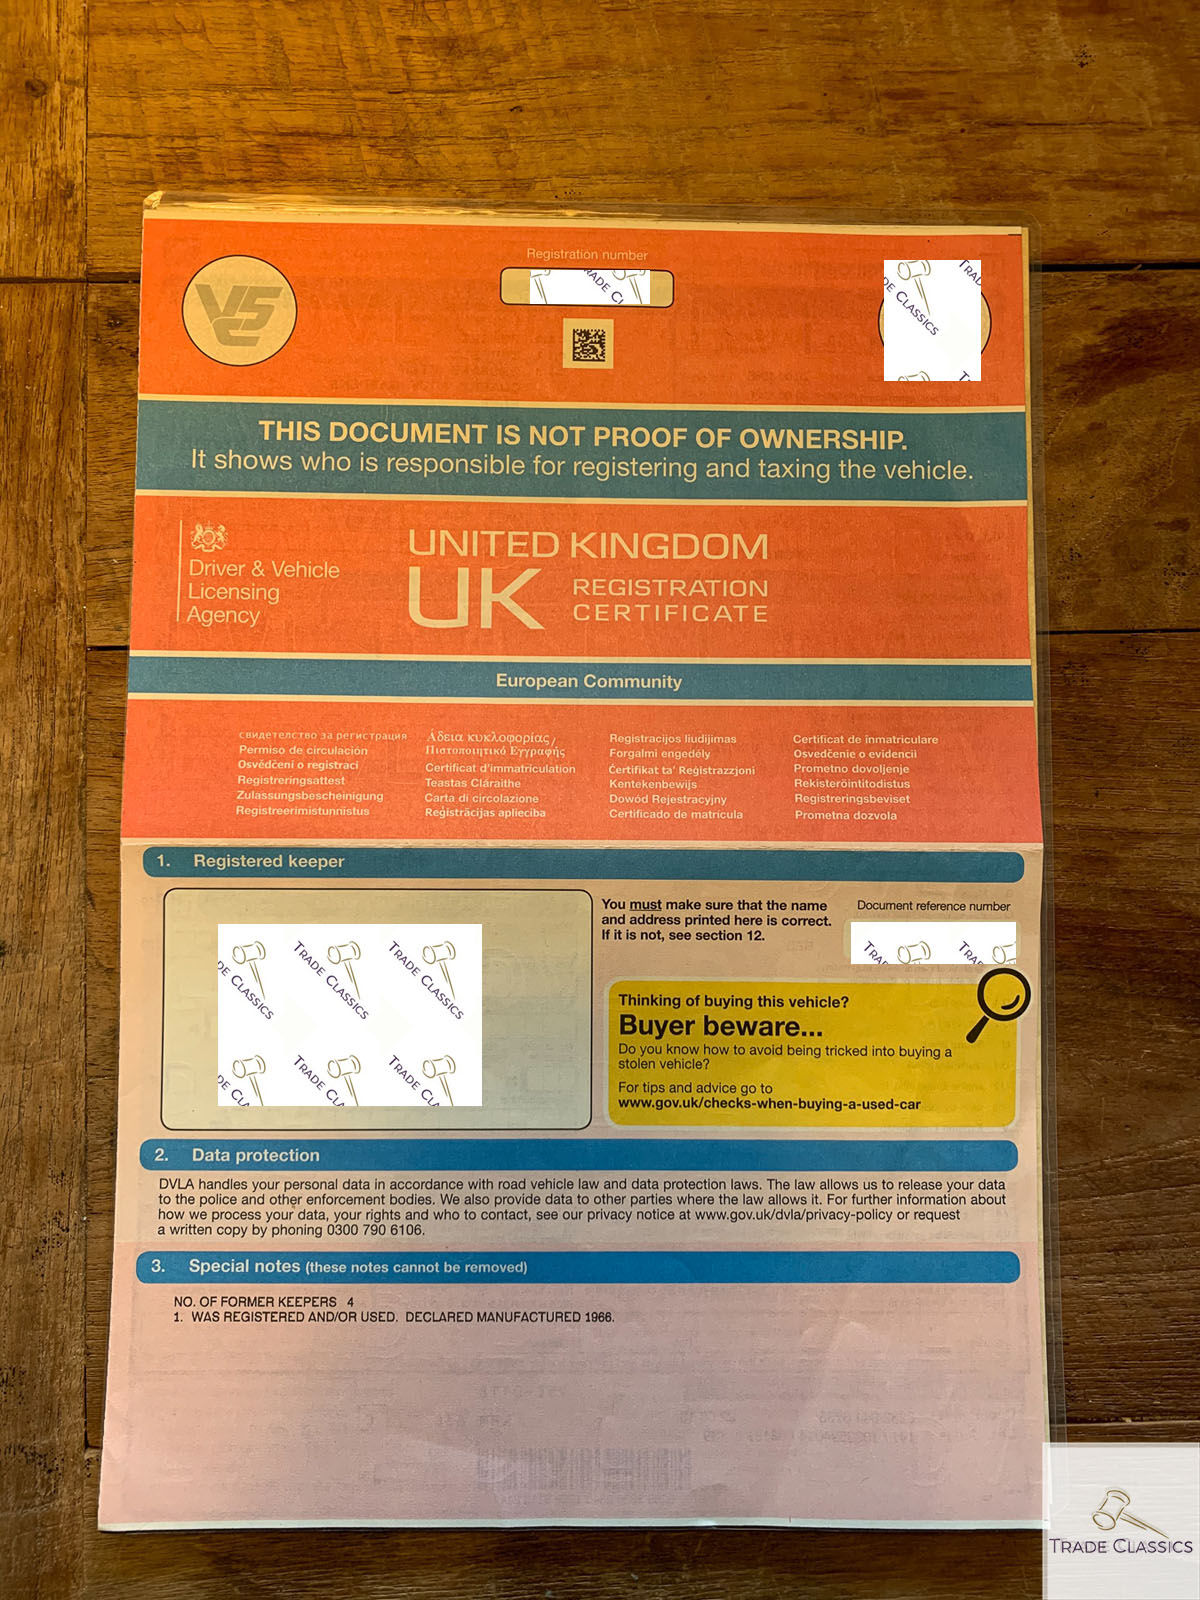 Registration number
V5C
THIS DOCUMENT IS NOT PROOF OF OWNERSHIP.
It shows who is responsible for registering and taxing the vehicle.
Driver & Vehicle
Licensing
Agency
UNITED KINGDOM
UK REGISTRATION
CERTIFICATE
European Community
свидетелство за регистрация
Permiso de circulación
Osvědčení o registraci
Registreringsattest
Zulassungsbescheinigung
Registreerimistunnistus
Άδεια κυκλοφορίας /
Πιστοποιητικό Εγγραφής
Certificat d'immatriculation
Teastas Cláraithe
Carta di circolazione
Reģistrācijas apliecība
Registracijos liudijimas
Forgalmi engedély
Ċertifikat ta' Reġistrazzjoni
Kentekenbewijs
Dowód Rejestracyjny
Certificado de matrícula
Certificat de înmatriculare
Osvedčenie o evidencii
Prometno dovoljenje
Rekisteröintitodistus
Registreringsbeviset
Prometna dozvola
1. Registered keeper
You must make sure that the name
and address printed here is correct.
If it is not, see section 12.
Document reference number
TRADE CLASSICS
TRADE CLASSICS
Thinking of buying this vehicle?
Buyer beware...
Do you know how to avoid being tricked into buying a
stolen vehicle?
For tips and advice go to
www.gov.uk/checks-when-buying-a-used-car
2. Data protection
DVLA handles your personal data in accordance with road vehicle law and data protection laws. The law allows us to release your data
to the police and other enforcement bodies. We also provide data to other parties where the law allows it. For further information about
how we process your data, your rights and who to contact, see our privacy notice at www.gov.uk/dvla/privacy-policy or request
a written copy by phoning 0300 790 6106.
3. Special notes (these notes cannot be removed)
NO. OF FORMER KEEPERS 4
1. WAS REGISTERED AND/OR USED. DECLARED MANUFACTURED 1966.
TRADE CLASSICS